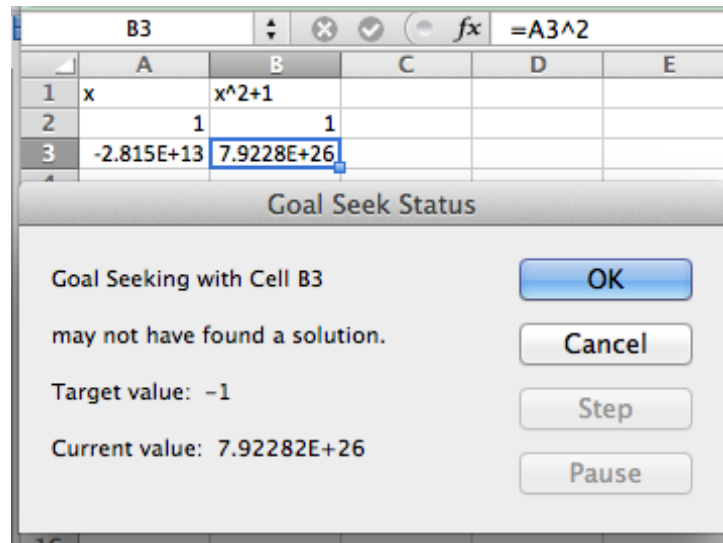 B3 fx =A3^2
A B C D E
1 x x^2+1
2 1 1
3 -2.815E+13 7.9228E+26
Goal Seek Status
Goal Seeking with Cell B3 OK
may not have found a solution. Cancel
Target value: -1 Step
Current value: 7.92282E+26 Pause